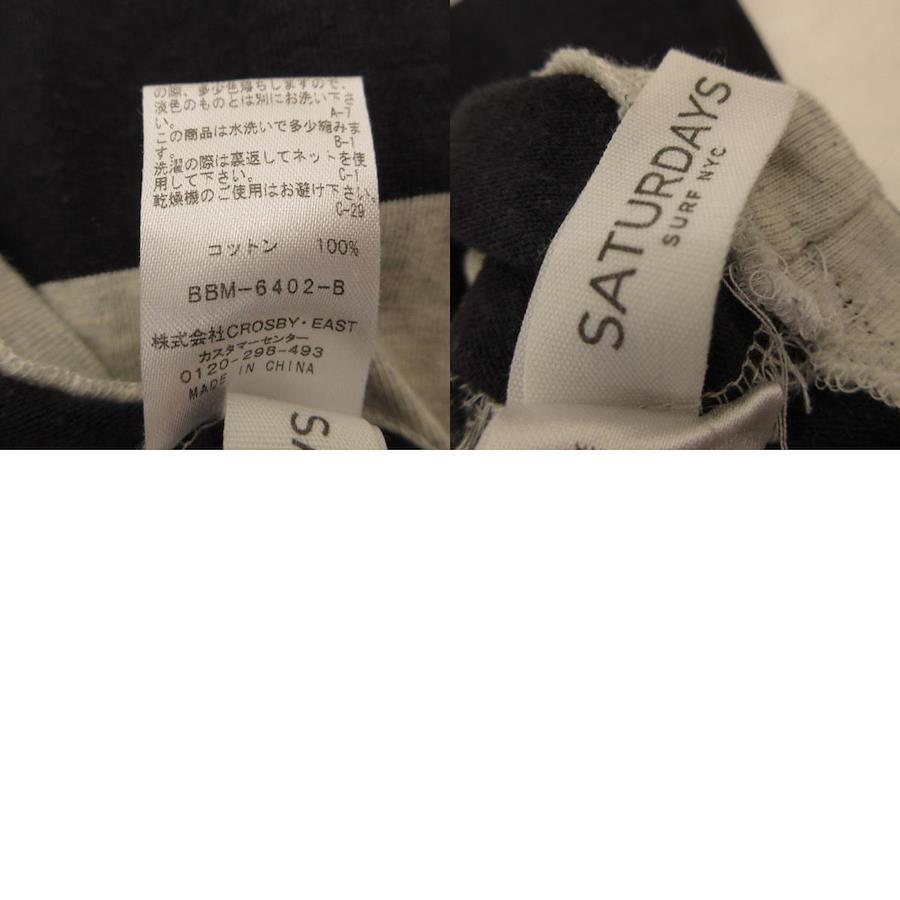 の際、多少色落ちしますので、
淡色のものとは別にお洗い下さ
い。
A-7
この商品は水洗いで多少縮みま
す。
B-1
洗濯の際は裏返してネットを使
用して下さい。
C-1
乾燥機のご使用はお避け下さい。
C-29
コットン 100%
BBM-6402-B
株式会社CROSBY・EAST
カスタマーセンター
0120-298-493
MADE IN CHINA
YS
SATURDAYS
SURF NYC